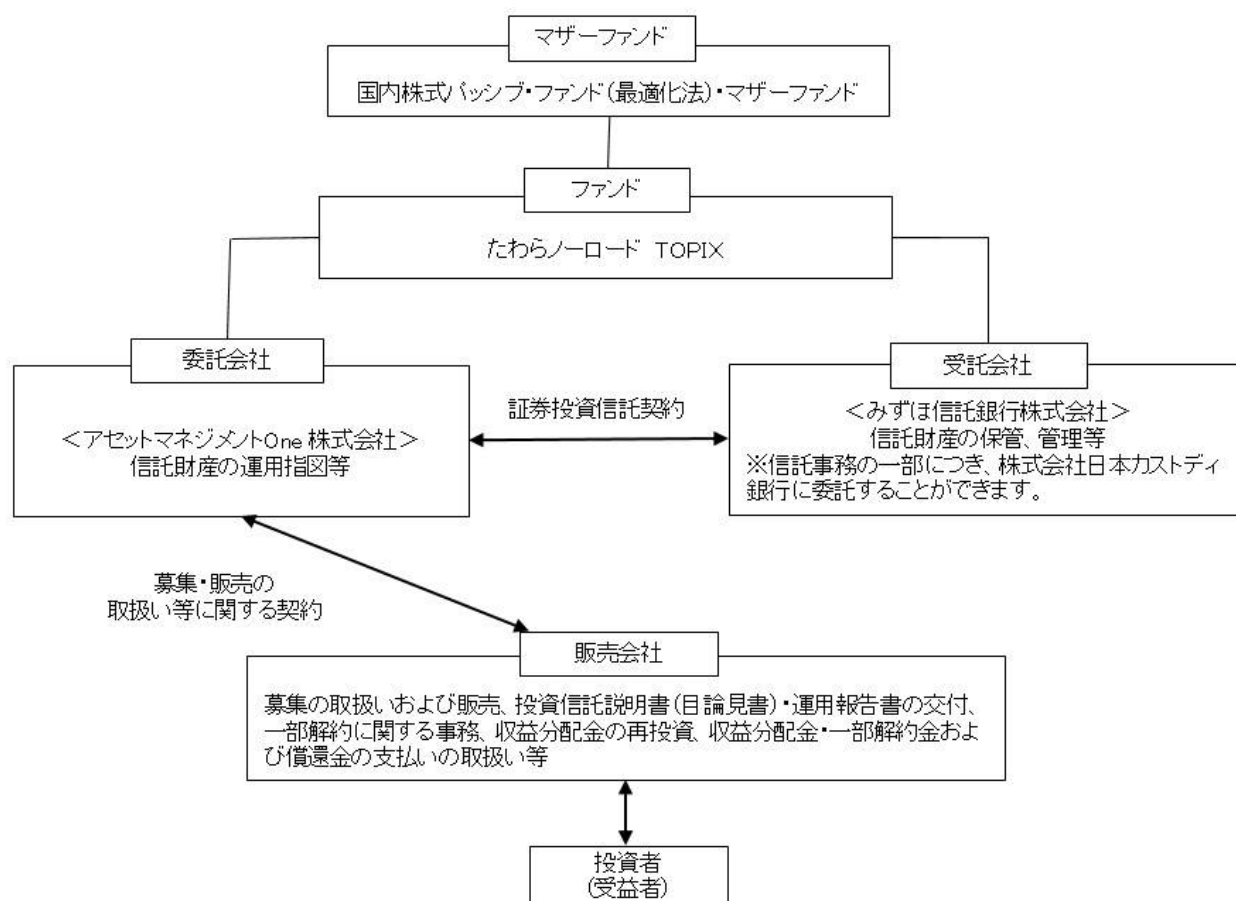 マザーファンド
国内株式パッシブ・ファンド(最適化法)・マザーファンド
ファンド
たわらノーロード TOPIX
委託会社
＜アセットマネジメントOne 株式会社＞
信託財産の運用指図等
証券投資信託契約
受託会社
＜みずほ信託銀行株式会社＞
信託財産の保管、管理等
※信託事務の一部につき、株式会社日本カストディ
銀行に委託することができます。
募集・販売の
取扱い等に関する契約
販売会社
募集の取扱いおよび販売、投資信託説明書(目論見書)・運用報告書の交付、
一部解約に関する事務、収益分配金の再投資、収益分配金・一部解約金およ
び償還金の支払いの取扱い等
投資者
(受益者)